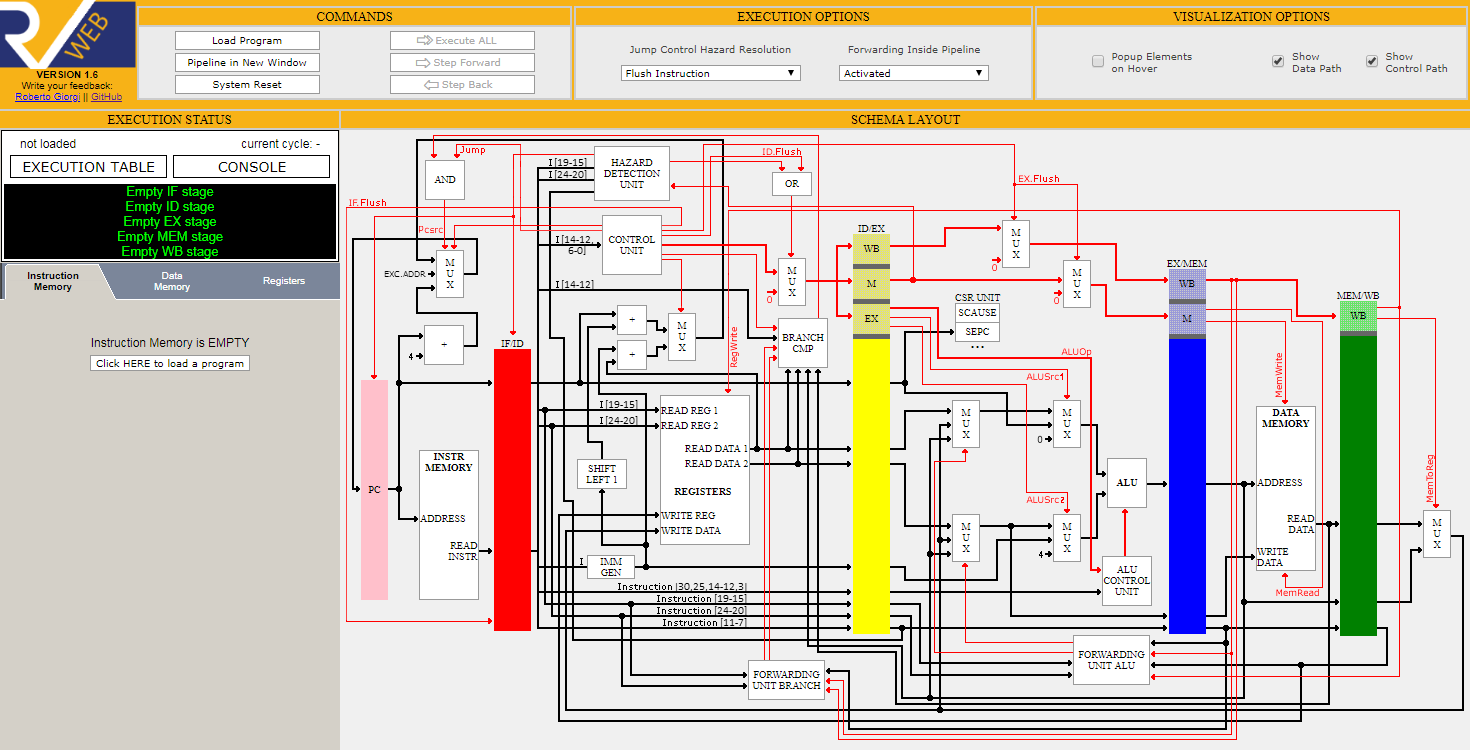 RV WEB
VERSION 1.6
Write your feedback:
Roberto Giorgi || GitHub
COMMANDS
Load Program
Pipeline in New Window
System Reset
Execute ALL
Step Forward
Step Back
EXECUTION OPTIONS
Jump Control Hazard Resolution
Flush Instruction
Forwarding Inside Pipeline
Activated
VISUALIZATION OPTIONS
Popup Elements
on Hover
Show
Data Path
Show
Control Path
EXECUTION STATUS
not loaded
current cycle: -
EXECUTION TABLE
CONSOLE
Empty IF stage
Empty ID stage
Empty EX stage
Empty MEM stage
Empty WB stage
Instruction
Memory
Data
Memory
Registers
Instruction Memory is EMPTY
Click HERE to load a program
SCHEMA LAYOUT
Jump
AND
I [19-15]
I [24-20]
HAZARD
DETECTION
UNIT
ID.Flush
OR
EX.Flush
IF.Flush
Pcsrc
I [14-12,
6-0]
CONTROL
UNIT
EXC.ADDR
M
U
X
I [14-12]
M
U
X
0
ID/EX
WB
M
EX
M
U
X
0
M
U
X
0
EX/MEM
WB
M
MEM/WB
WB
CSR UNIT
SCAUSE
SEPC
...
+
4
+
+
M
U
X
BRANCH
CMP
RegWrite
IF/ID
ALUOp
ALUSrc1
MemWrite
I [19-15]
I [24-20]
READ REG 1
READ REG 2
READ DATA 1
READ DATA 2
REGISTERS
WRITE REG
WRITE DATA
M
U
X
M
U
X
0
DATA
MEMORY
ADDRESS
READ
DATA
WRITE
DATA
MemRead
MemToReg
M
U
X
PC
INSTR
MEMORY
ADDRESS
READ
INSTR
SHIFT
LEFT 1
I
IMM
GEN
ALU
ALUSrc2
M
U
X
M
U
X
4
ALU
CONTROL
UNIT
Instruction [30,25,14-12,3]
Instruction [19-15]
Instruction [24-20]
Instruction [11-7]
FORWARDING
UNIT BRANCH
FORWARDING
UNIT ALU